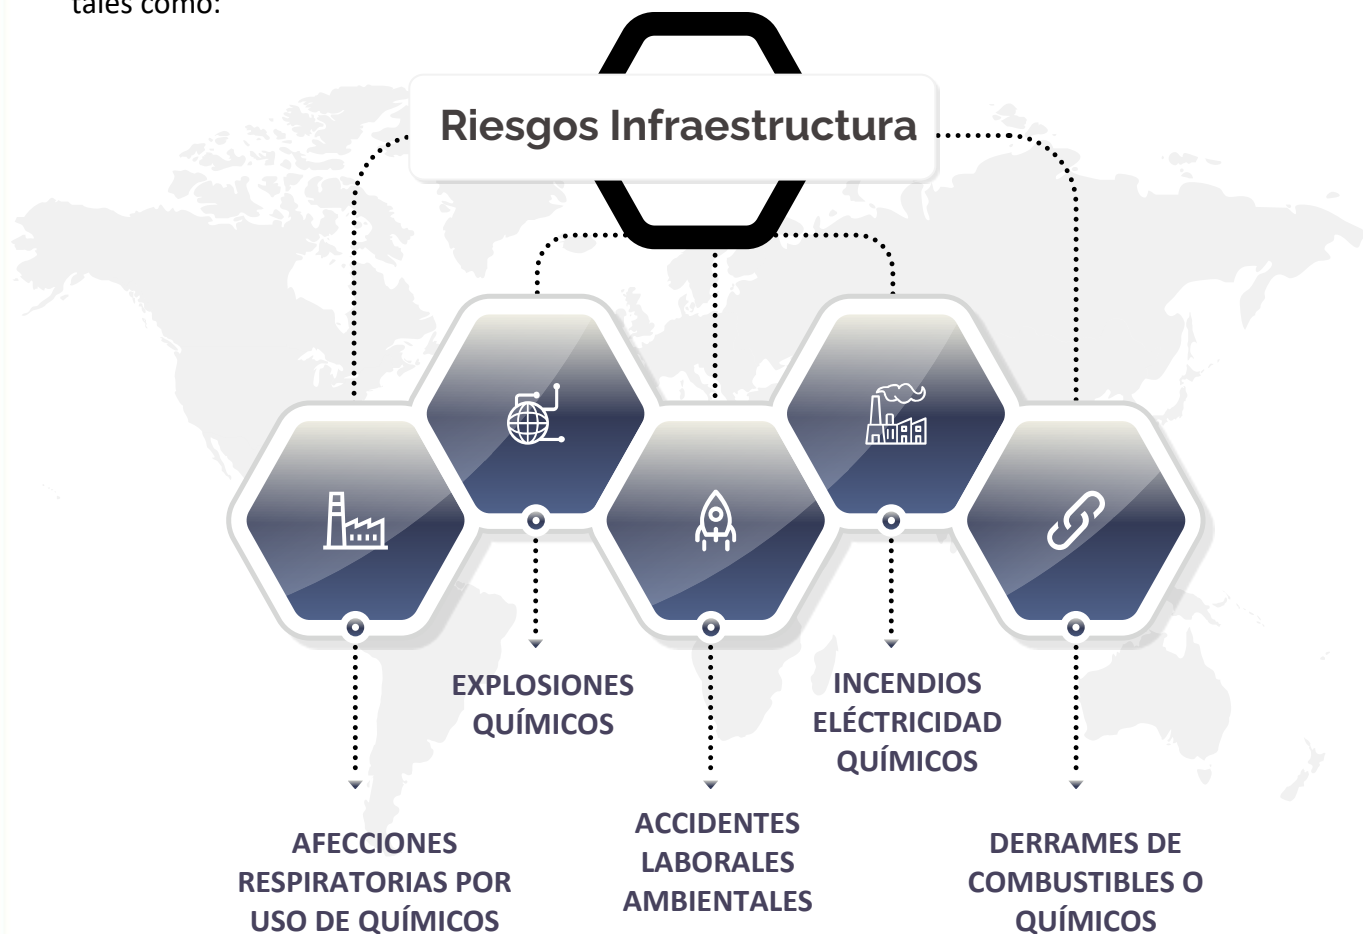 tales como:
Riesgos Infraestructura
EXPLOSIONES
QUÍMICOS
INCENDIOS
ELÉCTRICIDAD
QUÍMICOS
AFECCIONES
RESPIRATORIAS POR
USO DE QUÍMICOS
ACCIDENTES
LABORALES
AMBIENTALES
DERRAMES DE
COMBUSTIBLES O
QUÍMICOS